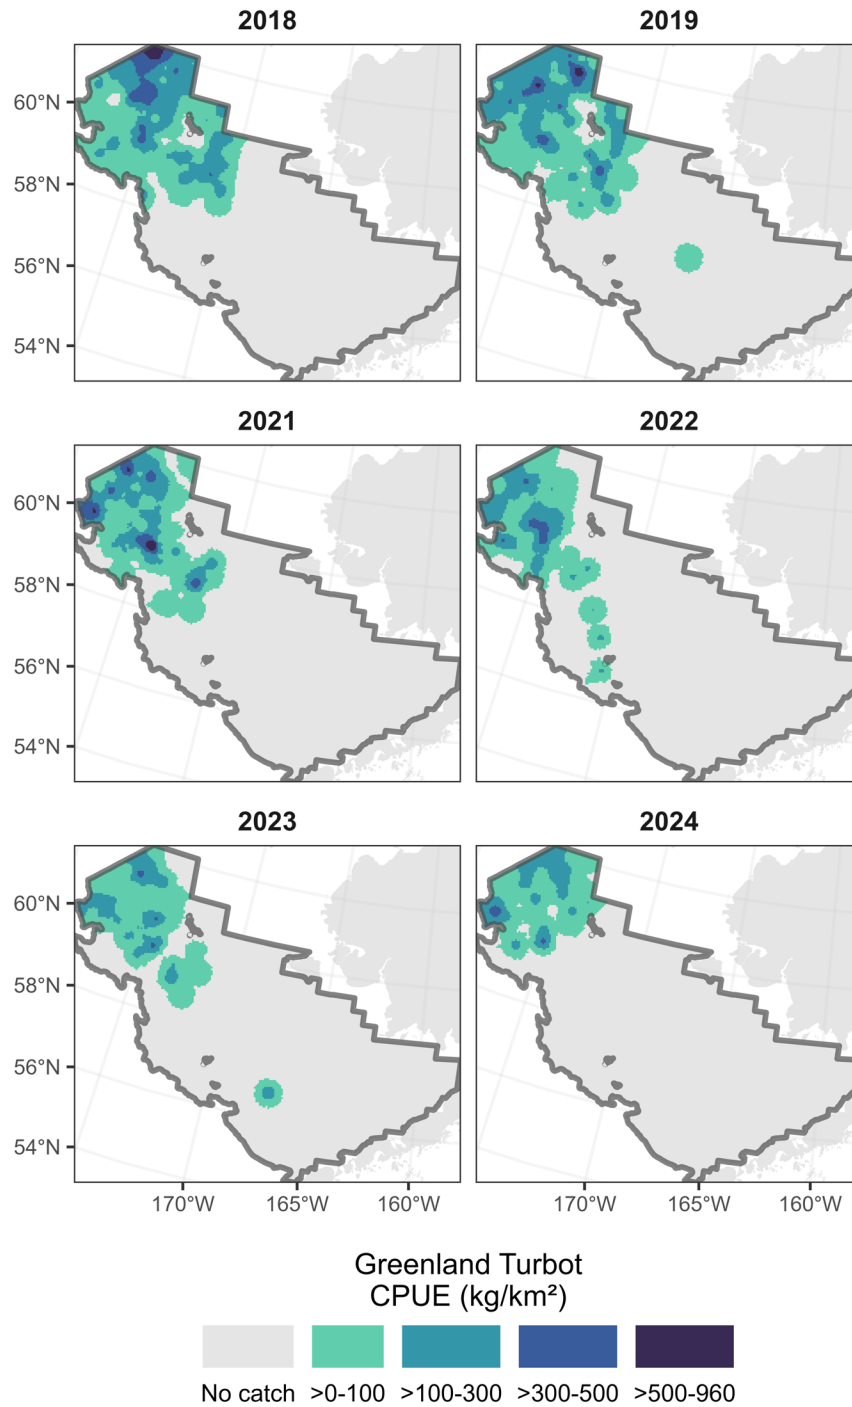 2018
2019
60°N
58°N
56°N
54°N
2021
2022
60°N
58°N
56°N
54°N
2023
2024
60°N
58°N
56°N
54°N
170°W 165°W 160°W 170°W 165°W 160°W
Greenland Turbot
CPUE (kg/km²)
No catch >0-100 >100-300 >300-500 >500-960